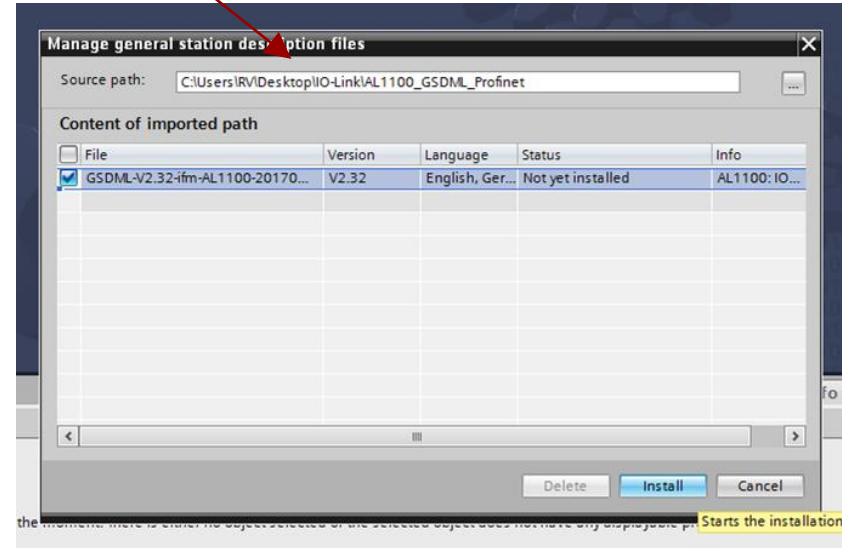 Manage general station description files
Source path: C:\Users\RV\Desktop\IO-Link\AL1100_GSDML_Profinet ...
Content of imported path
File Version Language Status Info
GSDML-V2.32-ifm-AL1100-20170... V2.32 English, Ger... Not yet installed AL1100: IO...
fo
Delete Install Cancel
the
Starts the installation